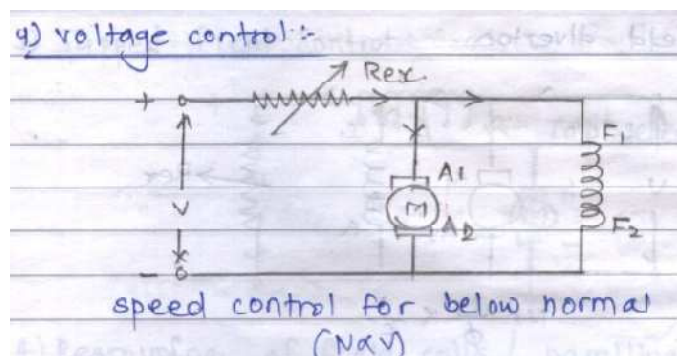 4) voltage control :-
Rex.
+
F1
A1
V
M
A2
F2
-
speed control for below normal
(N∝V)